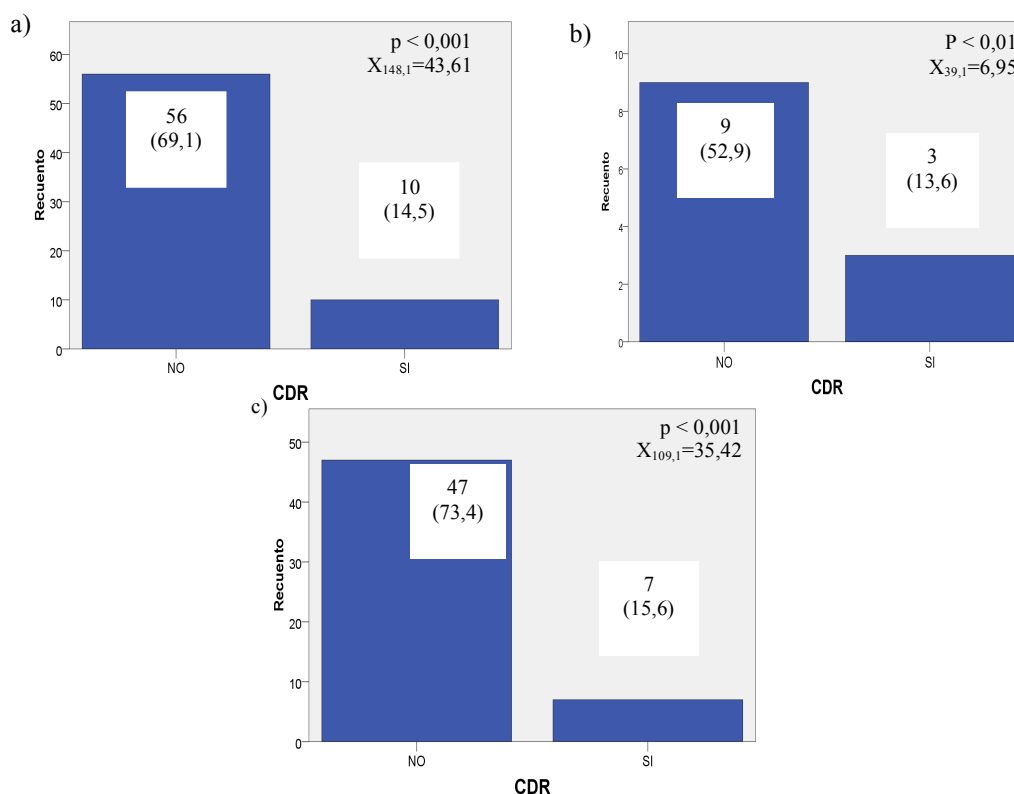 a)
p < 0,001
X148,1=43,61
60
50
40
30
20
10
0
Recuento
56
(69,1)
10
(14,5)
NO
SI
CDR
b)
P < 0,01
X39,1=6,95
10
8
6
4
2
0
Recuento
9
(52,9)
3
(13,6)
NO
SI
CDR
c)
p < 0,001
X109,1=35,42
50
40
30
20
10
0
Recuento
47
(73,4)
7
(15,6)
NO
SI
CDR